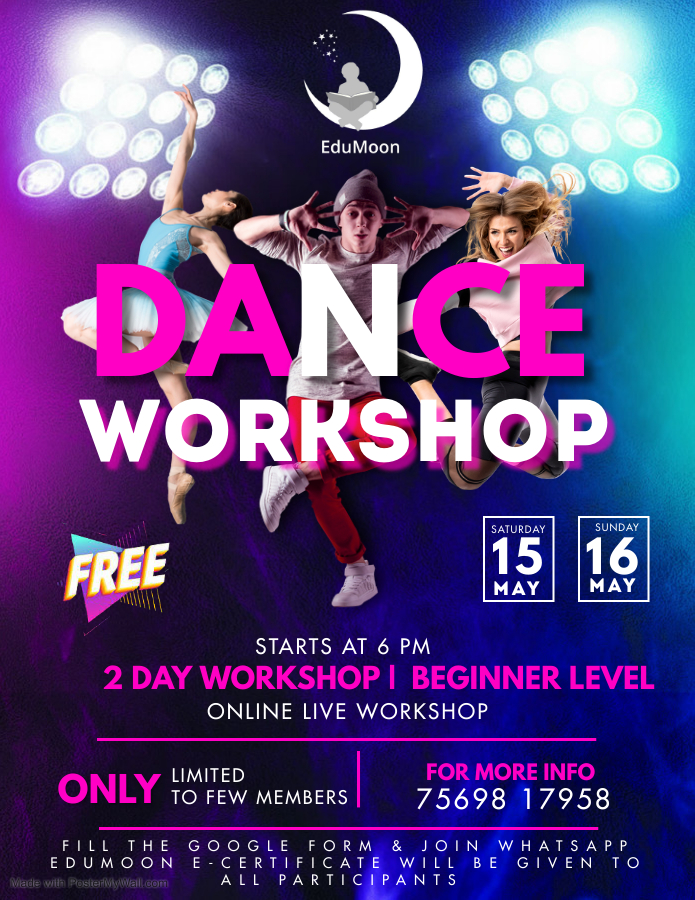 EduMoon
DANCE
WORKSHOP
FREE
SATURDAY
15
MAY
SUNDAY
16
MAY
STARTS AT 6 PM
2 DAY WORKSHOP | BEGINNER LEVEL
ONLINE LIVE WORKSHOP
ONLY
LIMITED
TO FEW MEMBERS
FOR MORE INFO
75698 17958
FILL THE GOOGLE FORM & JOIN WHATSAPP
EDUMOON E-CERTIFICATE WILL BE GIVEN TO
ALL PARTICIPANTS
Made with PosterMyWall.com